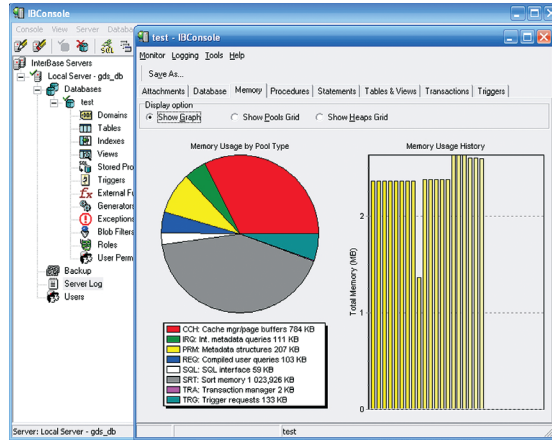 IBConsole
Console View Server Database
test - IBConsole
Monitor Logging Tools Help
Save As...
Attachments Database Memory Procedures Statements Tables & Views Transactions Triggers
Display option
Show Graph Show Pools Grid Show Heaps Grid
InterBase Servers
Local Server - gds_db
Databases
test
Domains
Tables
Indexes
Views
Stored Pro
Triggers
External Fu
Generators
Exceptions
Blob Filters
Roles
User Perm
Backup
Server Log
Users
Memory Usage by Pool Type
CCH: Cache mgr/page buffers 784 KB
IRQ: Int. metadata queries 111 KB
PRM: Metadata structures 207 KB
REQ: Compiled user queries 103 KB
SQL: SQL interface 59 KB
SRT: Sort memory 1 023,926 KB
TRA: Transaction manager 2 KB
TRG: Trigger requests 133 KB
Memory Usage History
Total Memory (MB)
2
1
0
Server: Local Server - gds_db
test